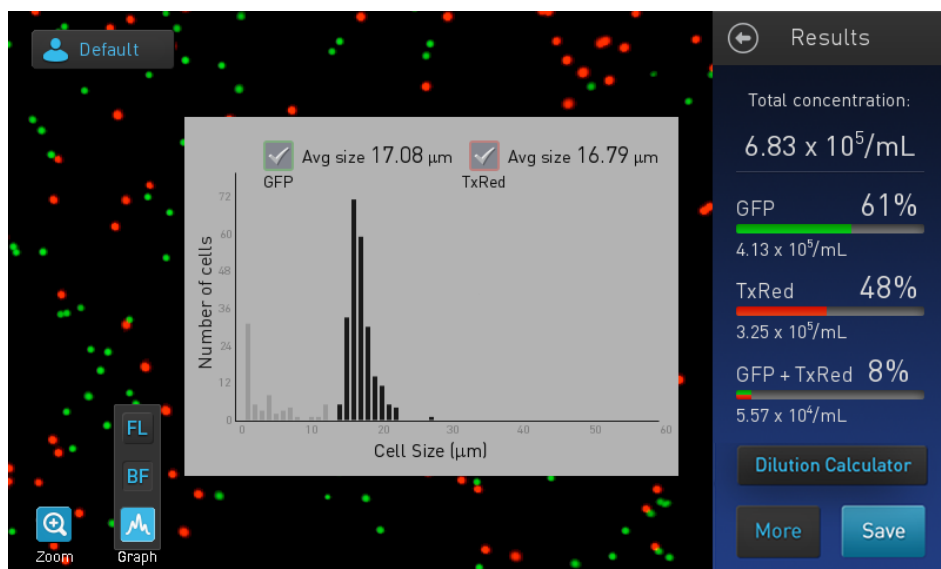 Default
Results
Total concentration:
6.83 x 10⁵/mL
GFP 61%
4.13 x 10⁵/mL
TxRed 48%
3.25 x 10⁵/mL
GFP + TxRed 8%
5.57 x 10⁴/mL
Dilution Calculator
More
Save
Avg size 17.08 µm
GFP
Avg size 16.79 µm
TxRed
Number of cells
72
60
48
36
24
12
0
0 10 20 30 40 50 60
Cell Size (µm)
FL
BF
Zoom
Graph